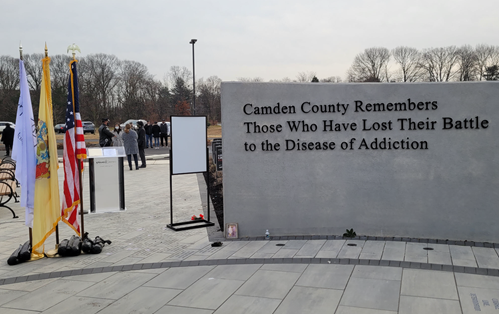 Camden County Remembers
Those Who Have Lost Their Battle
to the Disease of Addiction